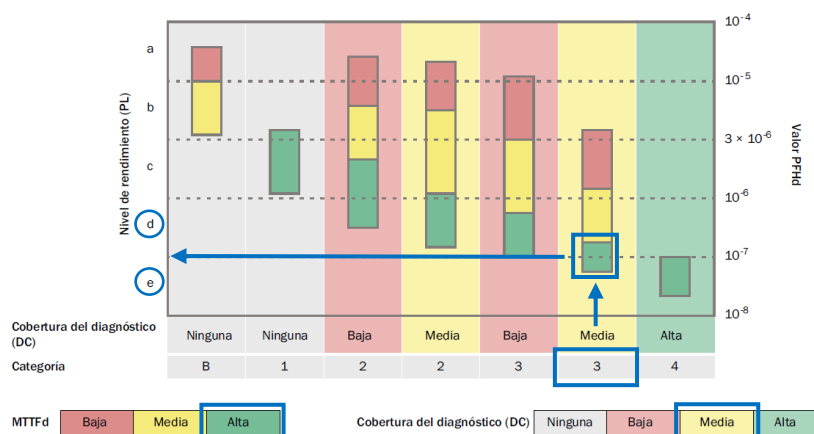 10⁻⁴
a
10⁻⁵
b
3 × 10⁻⁶
c
10⁻⁶
d
10⁻⁷
e
10⁻⁸
Nivel de rendimiento (PL)
Valor PFHd
Cobertura del diagnóstico
(DC)
Ninguna Ninguna Baja Media Baja Media Alta
Categoría B 1 2 2 3 3 4
MTTFd Baja Media Alta
Cobertura del diagnóstico (DC) Ninguna Baja Media Alta